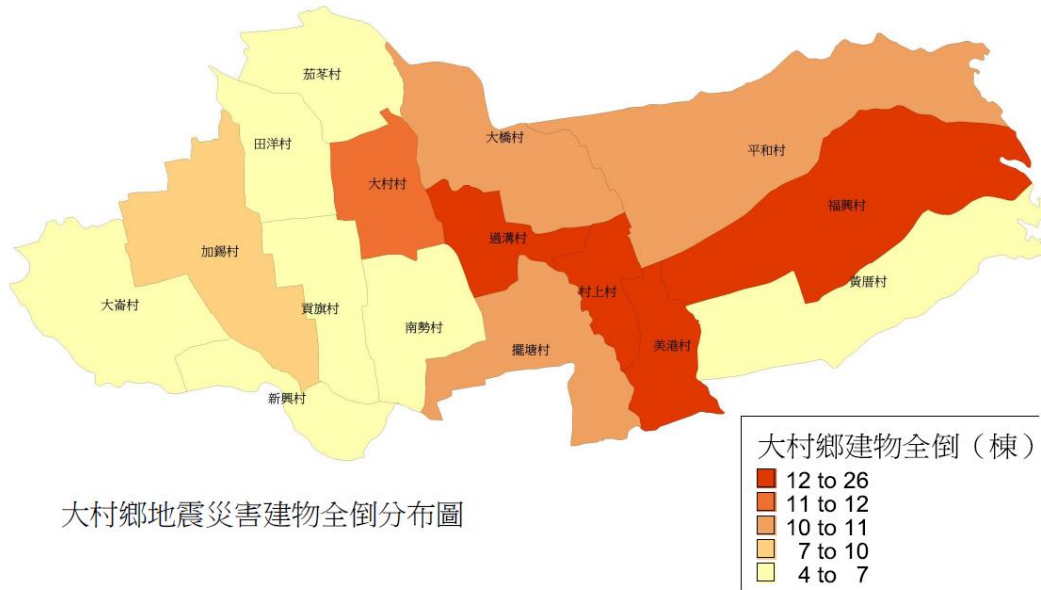 茄苳村
田洋村
大橋村
平和村
大村村
福興村
過溝村
加錫村
黃厝村
村上村
大崙村
貢旗村
南勢村
擺塘村
美港村
新興村
大村鄉地震災害建物全倒分布圖
大村鄉建物全倒（棟）
12 to 26
11 to 12
10 to 11
7 to 10
4 to 7